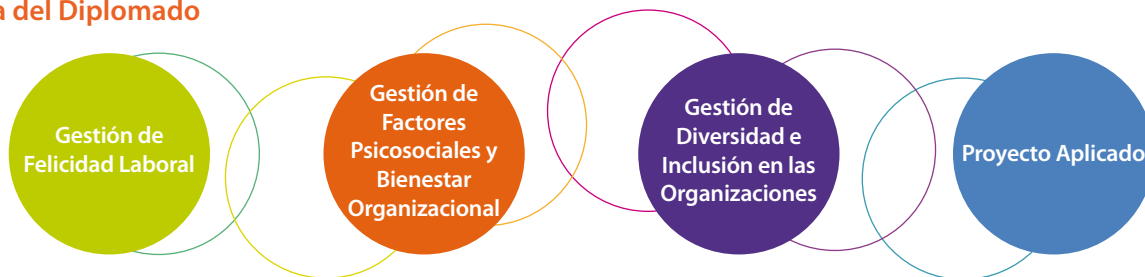 a del Diplomado
Gestión de
Felicidad Laboral
Gestión de
Factores
Psicosociales y
Bienestar
Organizacional
Gestión de
Diversidad e
Inclusión en las
Organizaciones
Proyecto Aplicado